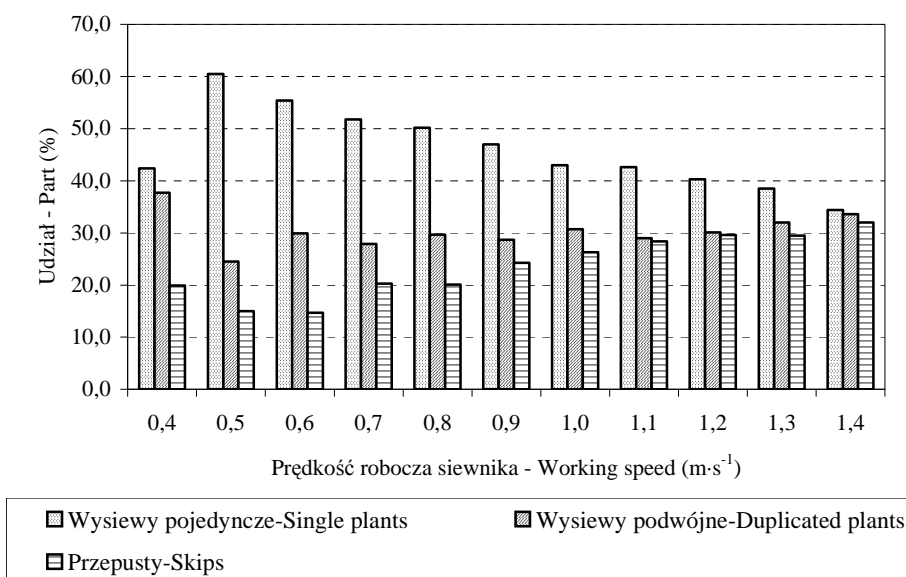 70,0
60,0
50,0
40,0
30,0
20,0
10,0
0,0
Udział - Part (%)
0,4 0,5 0,6 0,7 0,8 0,9 1,0 1,1 1,2 1,3 1,4
Prędkość robocza siewnika - Working speed (m·s⁻¹)
Wysiewy pojedyncze-Single plants Wysiewy podwójne-Duplicated plants
Przepusty-Skips